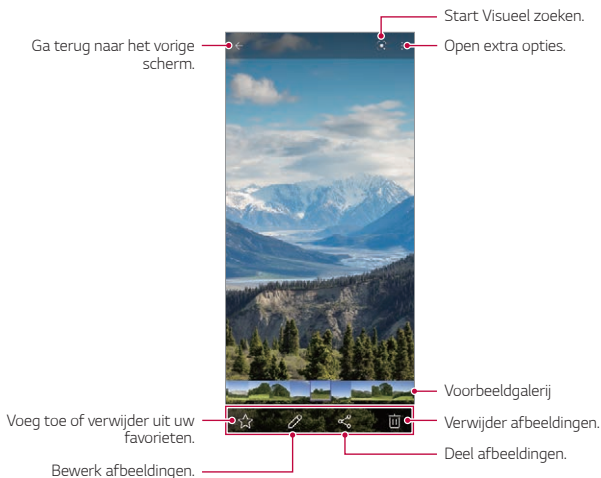 Start Visueel zoeken.
Ga terug naar het vorige
scherm.
Open extra opties.
Voorbeeldgalerij
Voeg toe of verwijder uit uw
favorieten.
Verwijder afbeeldingen.
Deel afbeeldingen.
Bewerk afbeeldingen.